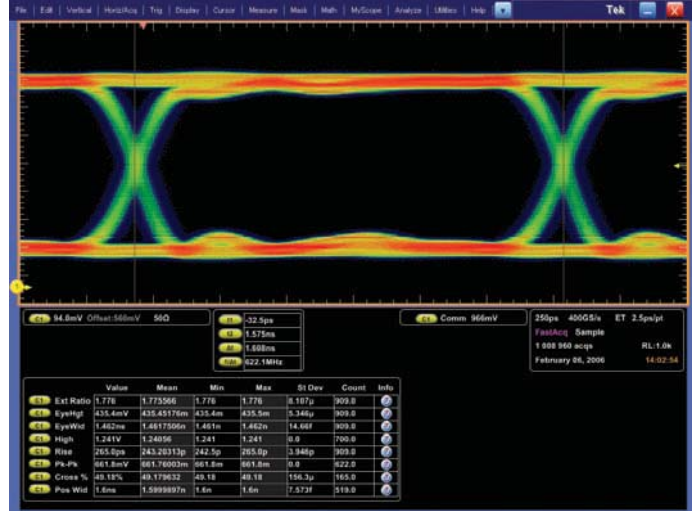 File Edit Vertical Horiz/Acq Trig Display Cursor Measure Mask Math MyScope Analyze Utilities Help Tek
1
C1 94.0mV Offset:560mV 50Ω
t1 -32.5ps
t2 1.575ns
Δt 1.608ns
1/Δt 622.1MHz
C1 Comm 966mV
250ps 400GS/s ET 2.5ps/pt
FastAcq Sample
1 008 960 acqs RL:1.0k
February 06, 2006 14:02:54
Value Mean Min Max St Dev Count Info
C1 Ext Ratio 1.776 1.775566 1.776 1.776 8.107µ 909.0
C1 EyeHgt 435.4mV 435.45176m 435.4m 435.5m 5.346µ 909.0
C1 EyeWid 1.462ns 1.4617506n 1.461n 1.462n 14.66f 909.0
C1 High 1.241V 1.24056 1.241 1.241 0.0 700.0
C1 Rise 265.0ps 243.20313p 242.5p 265.0p 3.948p 909.0
C1 Pk-Pk 661.8mV 661.76003m 661.8m 661.8m 0.0 622.0
C1 Cross % 49.18% 49.179632 49.18 49.18 156.3µ 165.0
C1 Pos Wid 1.6ns 1.5999897n 1.6n 1.6n 7.573f 519.0